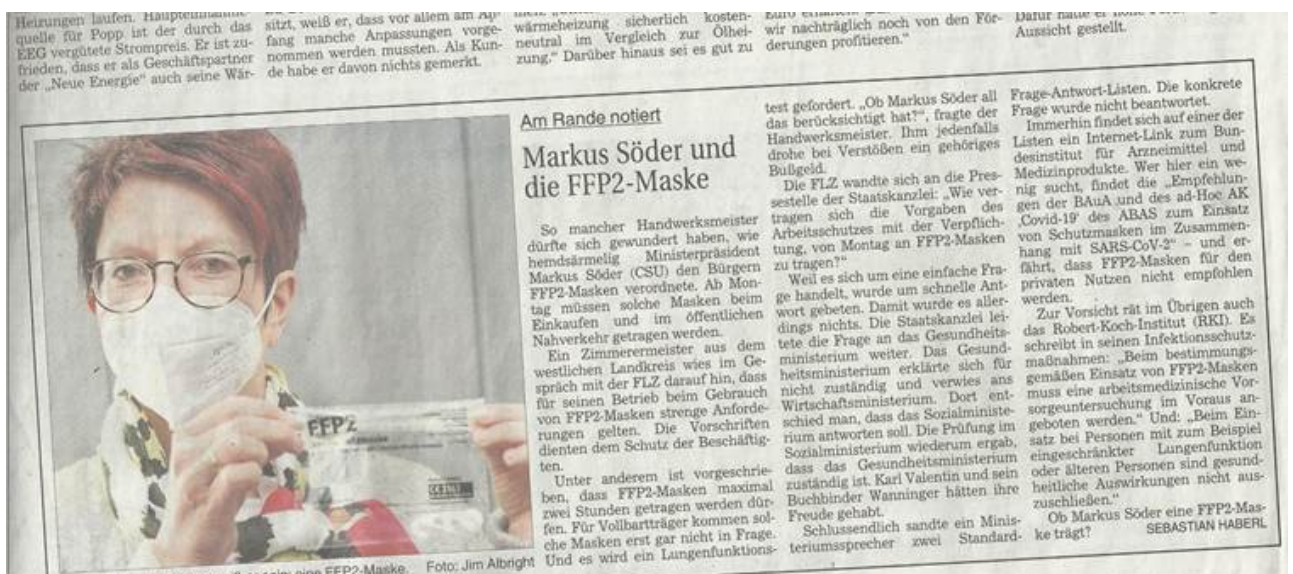 Heizungen laufen.
quelle für Popp ist der durch das
EEG vergütete Strompreis. Er ist zu-
frieden, dass er als Geschäftspartner
der „Neue Energie“ auch seine Wär-
sitzt, weiß er, dass vor allem am An-
fang manche Anpassungen vorge-
nommen werden mussten. Als Kun-
de habe er davon nichts gemerkt.
wärmeheizung sicherlich kosten-
neutral im Vergleich zur Ölhei-
zung.“ Darüber hinaus sei es gut zu
wir nachträglich noch von den För-
derungen profitieren.“
Aussicht gestellt.
FFP2
eine FFP2-Maske. Foto: Jim Albright
Am Rande notiert
Markus Söder und
die FFP2-Maske
So mancher Handwerksmeister
dürfte sich gewundert haben, wie
hemdsärmelig Ministerpräsident
Markus Söder (CSU) den Bürgern
FFP2-Masken verordnete. Ab Mon-
tag müssen solche Masken beim
Einkaufen und im öffentlichen
Nahverkehr getragen werden.
Ein Zimmerermeister aus dem
westlichen Landkreis wies im Ge-
spräch mit der FLZ darauf hin, dass
für seinen Betrieb beim Gebrauch
von FFP2-Masken strenge Anforde-
rungen gelten. Die Vorschriften
dienten dem Schutz der Beschäftig-
ten.
Unter anderem ist vorgeschrie-
ben, dass FFP2-Masken maximal
zwei Stunden getragen werden dür-
fen. Für Vollbartträger kommen sol-
che Masken erst gar nicht in Frage.
Und es wird ein Lungenfunktions-
test gefordert. „Ob Markus Söder all
das berücksichtigt hat?“, fragte der
Handwerksmeister. Ihm jedenfalls
drohe bei Verstößen ein gehöriges
Bußgeld.
Die FLZ wandte sich an die Pres-
sestelle der Staatskanzlei: „Wie ver-
tragen sich die Vorgaben des
Arbeitsschutzes mit der Verpflich-
tung, von Montag an FFP2-Masken
zu tragen?“
Weil es sich um eine einfache Fra-
ge handelt, wurde um schnelle Ant-
wort gebeten. Damit wurde es aller-
dings nichts. Die Staatskanzlei lei-
tete die Frage an das Gesundheits-
ministerium weiter. Das Gesund-
heitsministerium erklärte sich für
nicht zuständig und verwies ans
Wirtschaftsministerium. Dort ent-
schied man, dass das Sozialministe-
rium antworten soll. Die Prüfung im
Sozialministerium wiederum ergab,
dass das Gesundheitsministerium
zuständig ist. Karl Valentin und sein
Buchbinder Wanninger hätten ihre
Freude gehabt.
Schlussendlich sandte ein Minis-
teriumssprecher zwei Standard-
Frage-Antwort-Listen. Die konkrete
Frage wurde nicht beantwortet.
Immerhin findet sich auf einer der
Listen ein Internet-Link zum Bun-
desinstitut für Arzneimittel und
Medizinprodukte. Wer hier ein we-
nig sucht, findet die „Empfehlun-
gen der BAuA und des ad-Hoc AK
‚Covid-19‘ des ABAS zum Einsatz
von Schutzmasken im Zusammen-
hang mit SARS-CoV-2“ – und er-
fährt, dass FFP2-Masken für den
privaten Nutzen nicht empfohlen
werden.
Zur Vorsicht rät im Übrigen auch
das Robert-Koch-Institut (RKI). Es
schreibt in seinen Infektionsschutz-
maßnahmen: „Beim bestimmungs-
gemäßen Einsatz von FFP2-Masken
muss eine arbeitsmedizinische Vor-
sorgeuntersuchung im Voraus an-
geboten werden.“ Und: „Beim Ein-
satz bei Personen mit zum Beispiel
eingeschränkter Lungenfunktion
oder älteren Personen sind gesund-
heitliche Auswirkungen nicht aus-
zuschließen.“
Ob Markus Söder eine FFP2-Mas-
ke trägt? SEBASTIAN HABERL